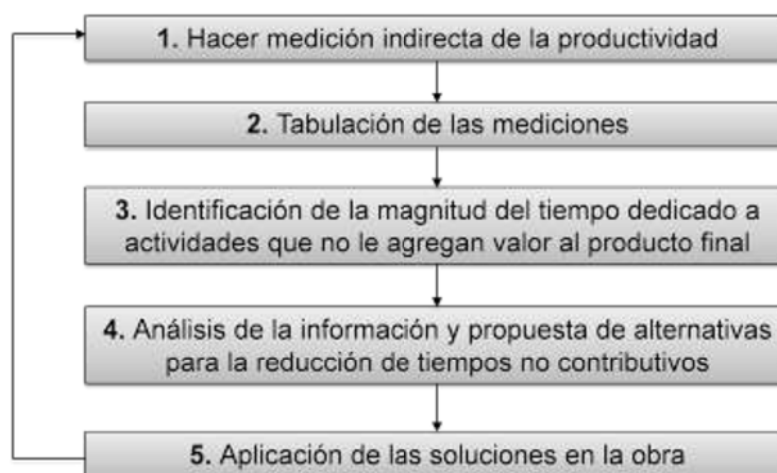 1. Hacer medición indirecta de la productividad
2. Tabulación de las mediciones
3. Identificación de la magnitud del tiempo dedicado a
actividades que no le agregan valor al producto final
4. Análisis de la información y propuesta de alternativas
para la reducción de tiempos no contributivos
5. Aplicación de las soluciones en la obra